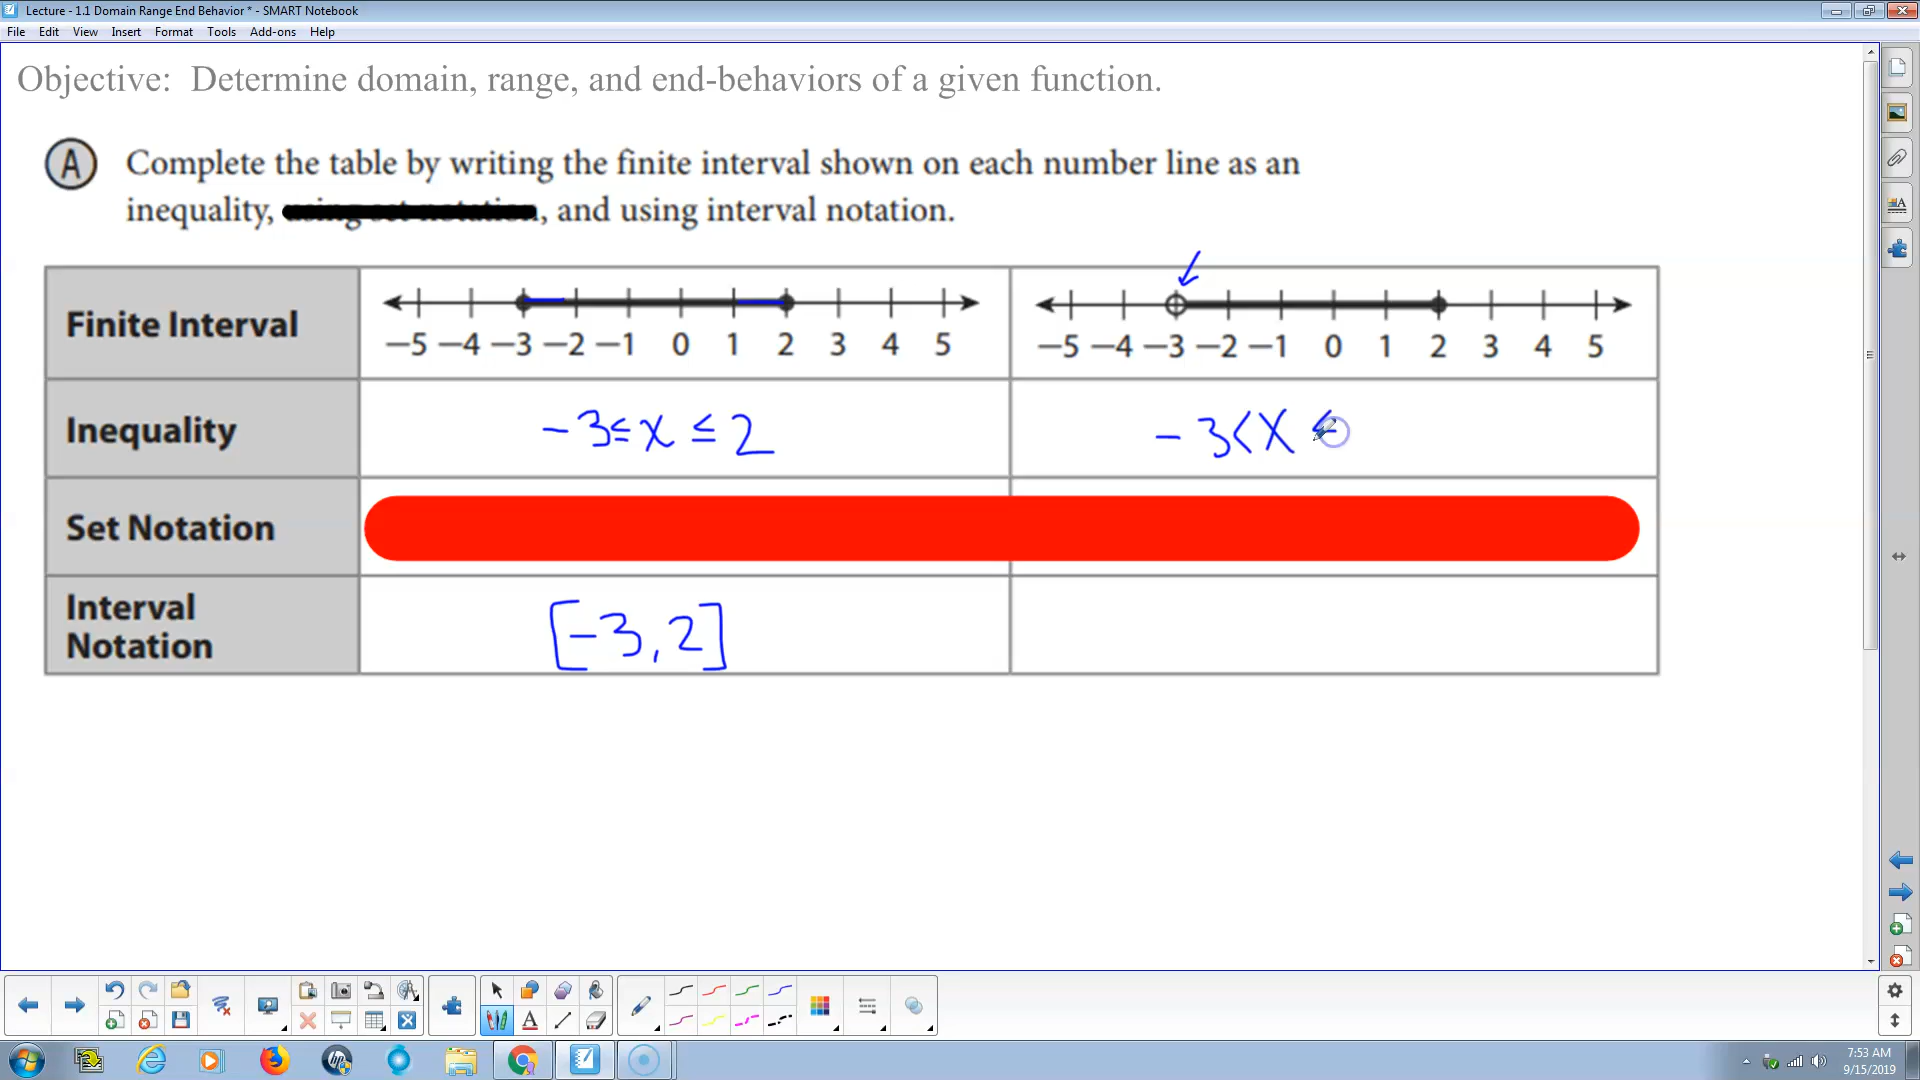 Lecture - 1.1 Domain Range End Behavior * - SMART Notebook
File Edit View Insert Format Tools Add-ons Help
Objective: Determine domain, range, and end-behaviors of a given function.
A Complete the table by writing the finite interval shown on each number line as an
inequality, , and using interval notation.
Finite Interval
−5 −4 −3 −2 −1 0 1 2 3 4 5
−5 −4 −3 −2 −1 0 1 2 3 4 5
Inequality
-3≤x≤2
-3<x≤
Set Notation
Interval
Notation
[-3,2]
7:53 AM
9/15/2019